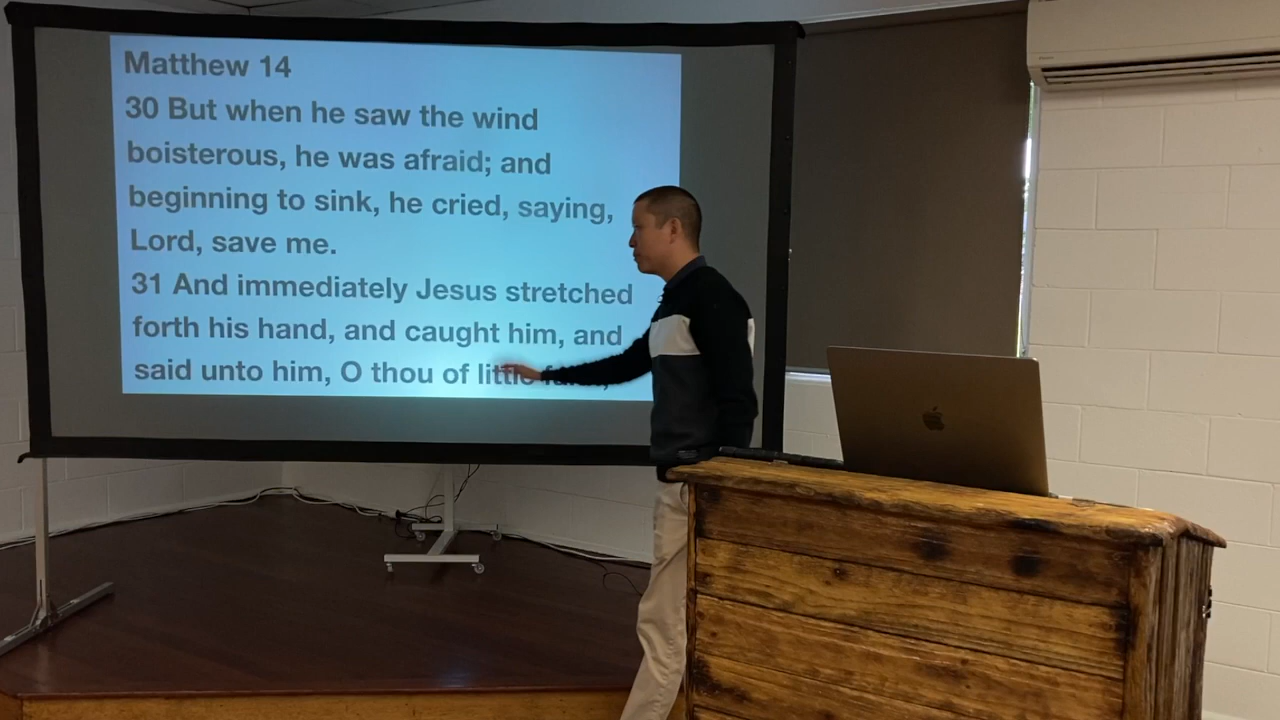 Matthew 14
30 But when he saw the wind
boisterous, he was afraid; and
beginning to sink, he cried, saying,
Lord, save me.
31 And immediately Jesus stretched
forth his hand, and caught him, and
said unto him, O thou of little